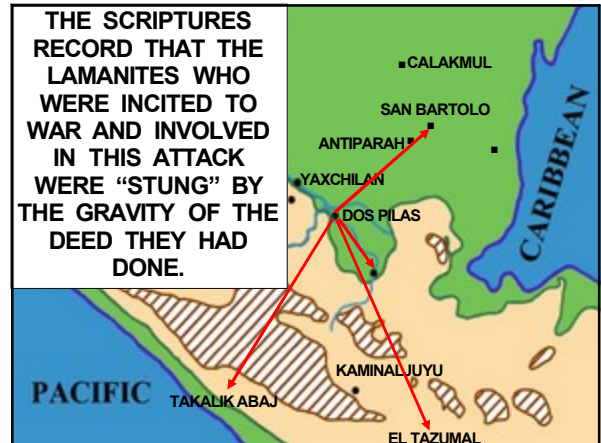 THE SCRIPTURES
RECORD THAT THE
LAMANITES WHO
WERE INCITED TO
WAR AND INVOLVED
IN THIS ATTACK
WERE “STUNG” BY
THE GRAVITY OF THE
DEED THEY HAD
DONE.
CALAKMUL
SAN BARTOLO
ANTIPARAH
YAXCHILAN
DOS PILAS
CARIBBEAN
KAMINALJUYU
PACIFIC
TAKALIK ABAJ
EL TAZUMAL